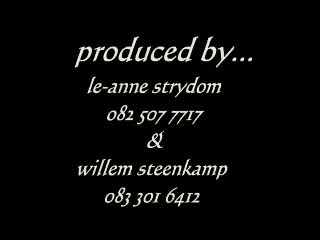 produced by...
le-anne strydom
082 507 7717
&
willem steenkamp
083 301 6412